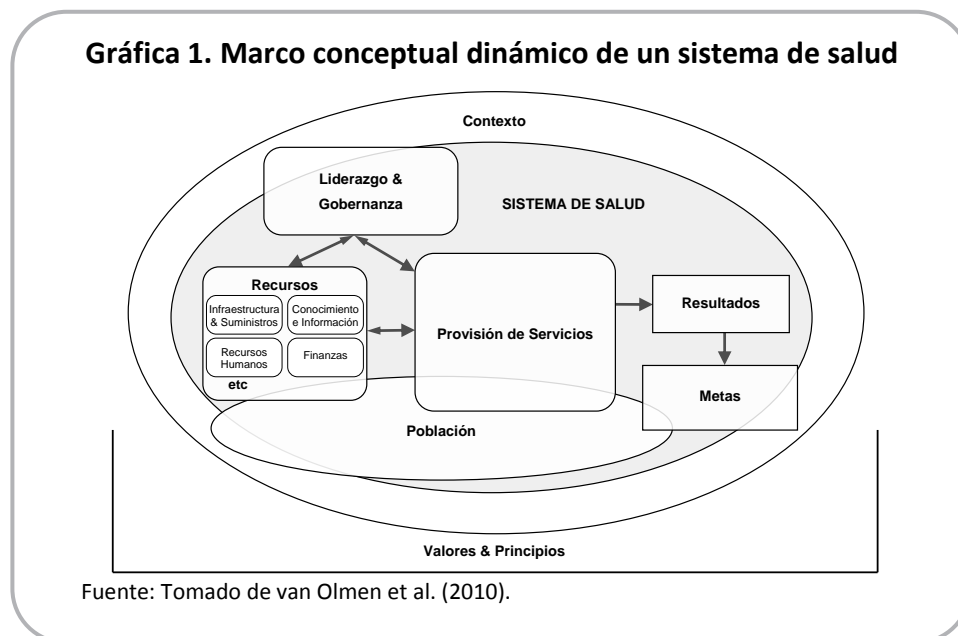 Gráfica 1. Marco conceptual dinámico de un sistema de salud
Contexto
Liderazgo &
Gobernanza
SISTEMA DE SALUD
Recursos
Infraestructura
& Suministros
Conocimiento
e Información
Recursos
Humanos
Finanzas
etc
Provisión de Servicios
Resultados
Metas
Población
Valores & Principios
Fuente: Tomado de van Olmen et al. (2010).